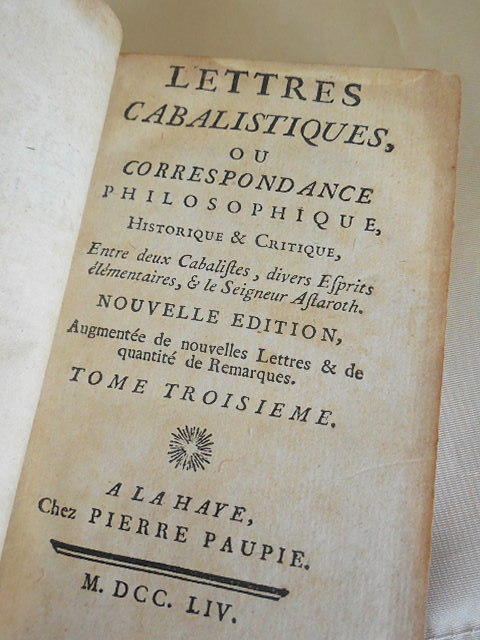 LETTRES
CABALISTIQUES,
OU
CORRESPONDANCE
PHILOSOPHIQUE,
HISTORIQUE & CRITIQUE,
Entre deux Cabaliſtes, divers Eſprits
élémentaires, & le Seigneur Aſtaroth.
NOUVELLE EDITION,
Augmentée de nouvelles Lettres & de
quantité de Remarques.
TOME TROISIEME.
A LA HAYE,
Chez PIERRE PAUPIE.
M. DCC. LIV.